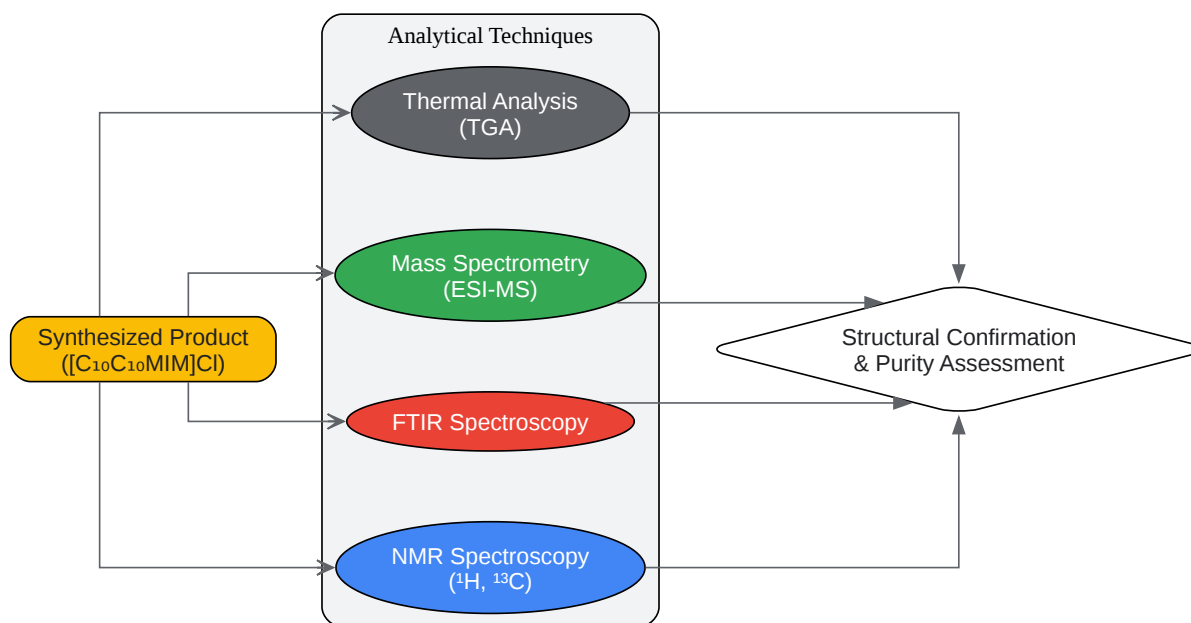 Analytical Techniques
Thermal Analysis
(TGA)
Mass Spectrometry
(ESI-MS)
Synthesized Product
([C₁₀C₁₀MIM]Cl)
Structural Confirmation
& Purity Assessment
FTIR Spectroscopy
NMR Spectroscopy
(¹H, ¹³C)